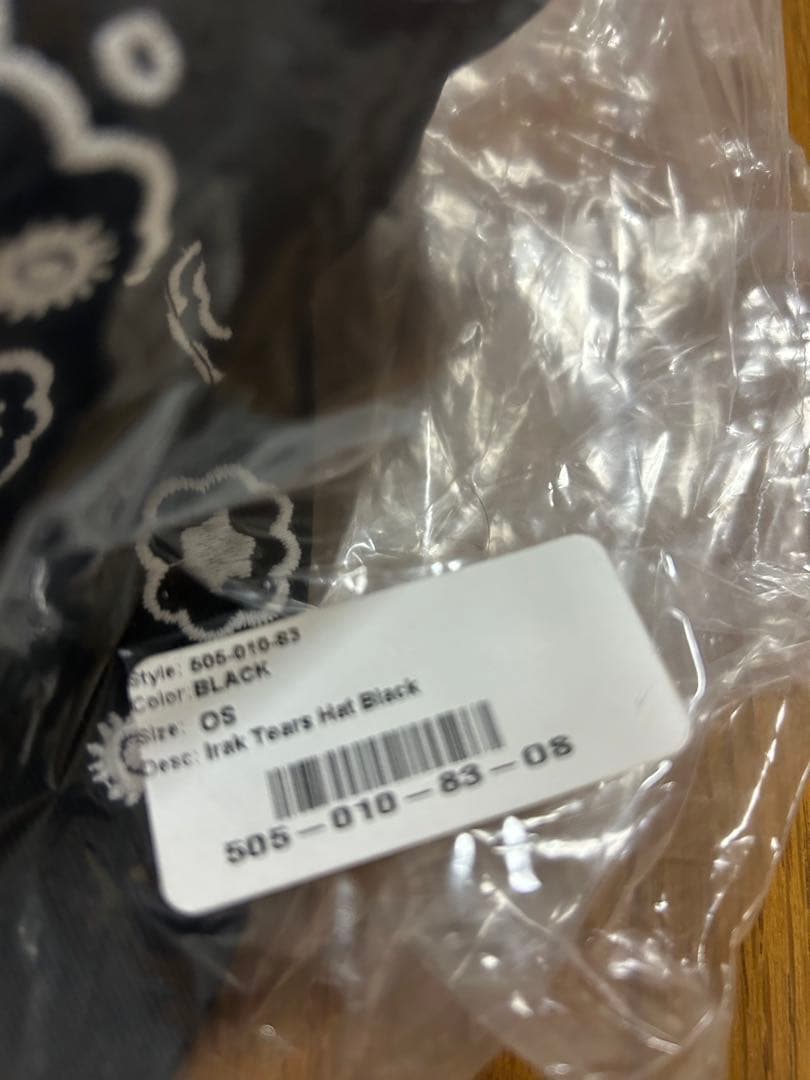 Style: 505-010-83
Color: BLACK
Size: OS
Desc: Irak Tears Hat Black
505-010-83-08